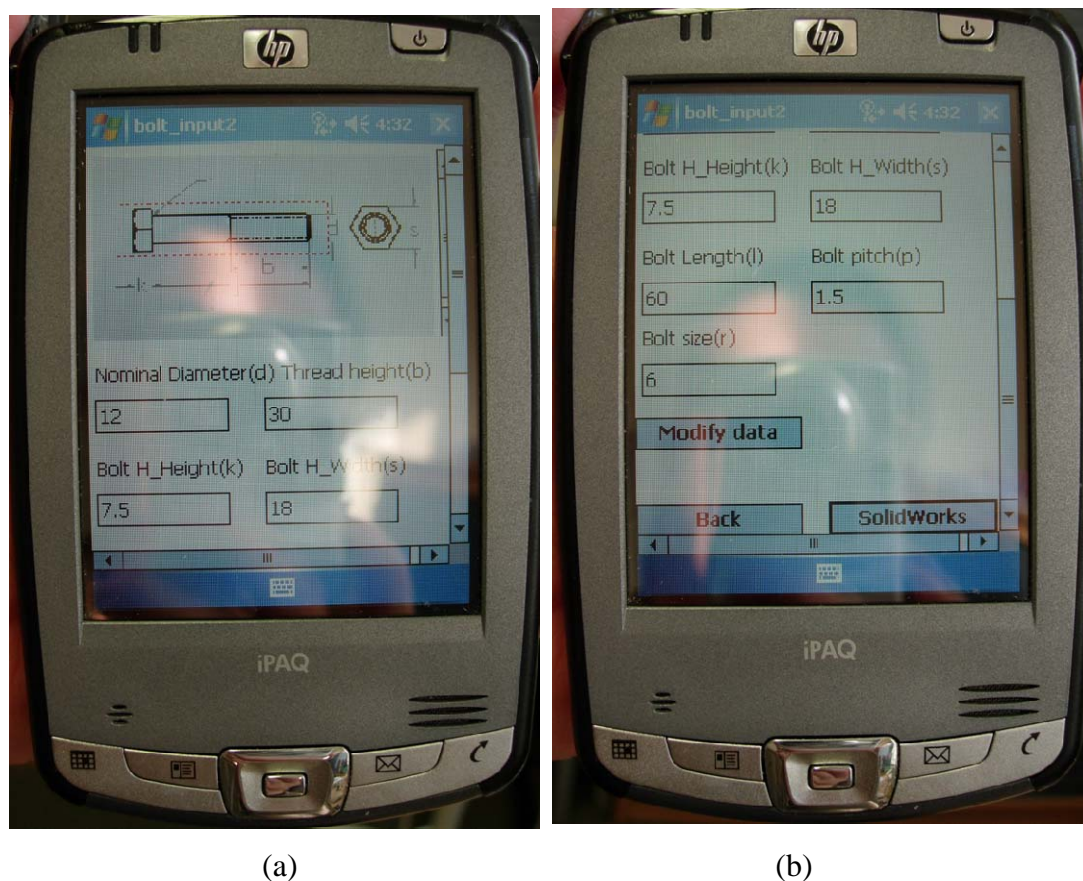 hp
bolt_input2 4:32
d
s
b
k
Nominal Diameter(d) Thread height(b)
12 30
Bolt H_Height(k) Bolt H_Width(s)
7.5 18
iPAQ
(a)
hp
bolt_input2 4:32
Bolt H_Height(k) Bolt H_Width(s)
7.5 18
Bolt Length(l) Bolt pitch(p)
60 1.5
Bolt size(r)
6
Modify data
Back SolidWorks
iPAQ
(b)